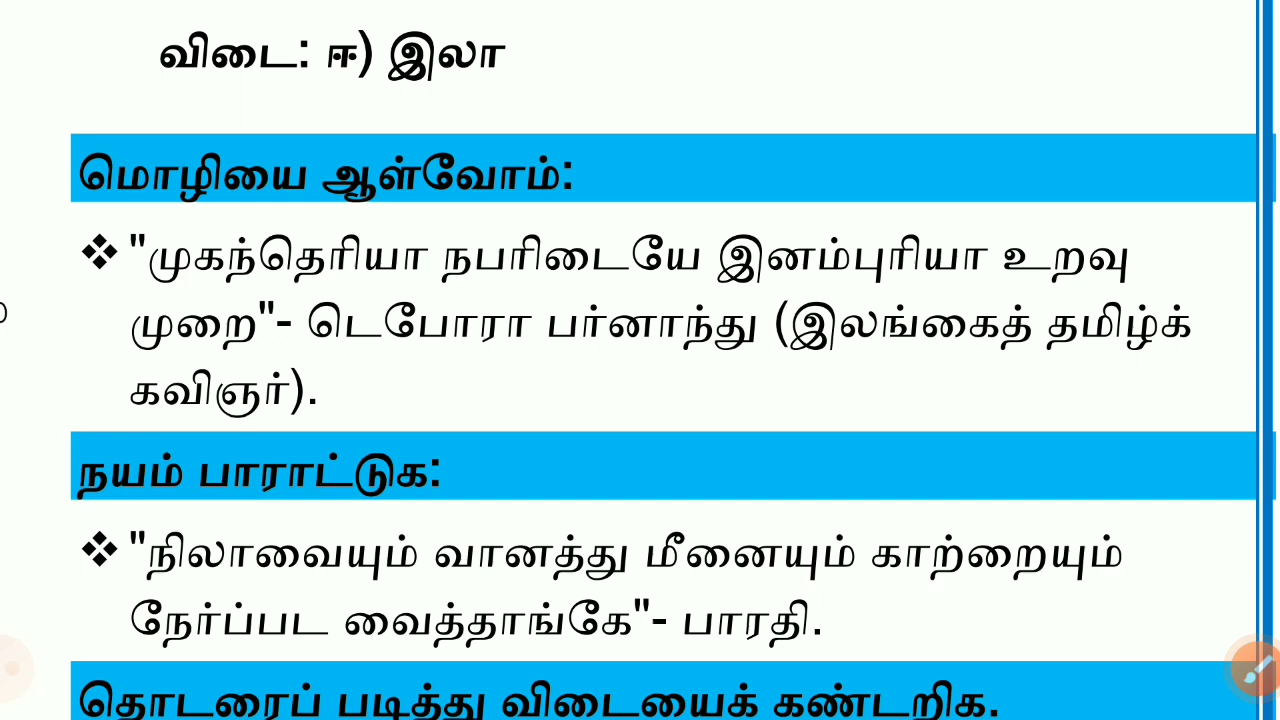 விடை: ஈ) இலா
மொழியை ஆள்வோம்:
❖ "முகந்தெரியா நபரிடையே இனம்புரியா உறவு
முறை"- டெபோரா பர்னாந்து (இலங்கைத் தமிழ்க்
கவிஞர்).
நயம் பாராட்டுக:
❖ "நிலாவையும் வானத்து மீனையும் காற்றையும்
நேர்ப்பட வைத்தாங்கே"- பாரதி.
தொடரைப் படித்து விடையைக் கண்டறிக.